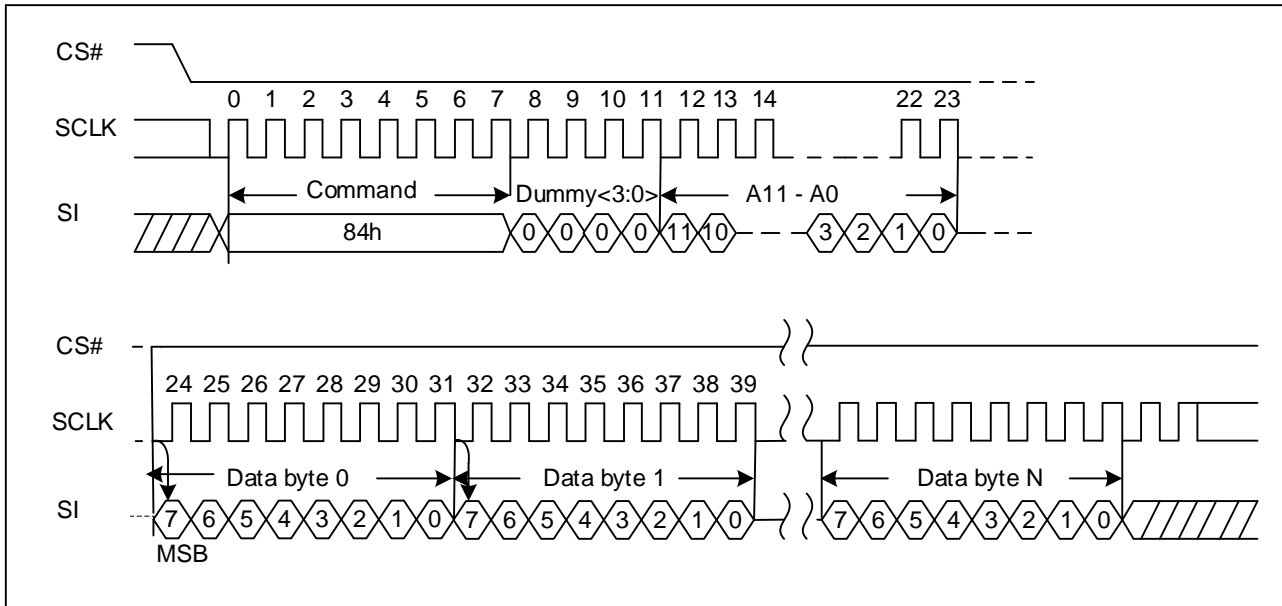 CS#
0 1 2 3 4 5 6 7 8 9 10 11 12 13 14 22 23
SCLK
Command Dummy<3:0> A11 - A0
SI
84h 0 0 0 0 11 10 3 2 1 0
CS#
24 25 26 27 28 29 30 31 32 33 34 35 36 37 38 39
SCLK
Data byte 0 Data byte 1 Data byte N
SI
7 6 5 4 3 2 1 0 7 6 5 4 3 2 1 0 7 6 5 4 3 2 1 0
MSB